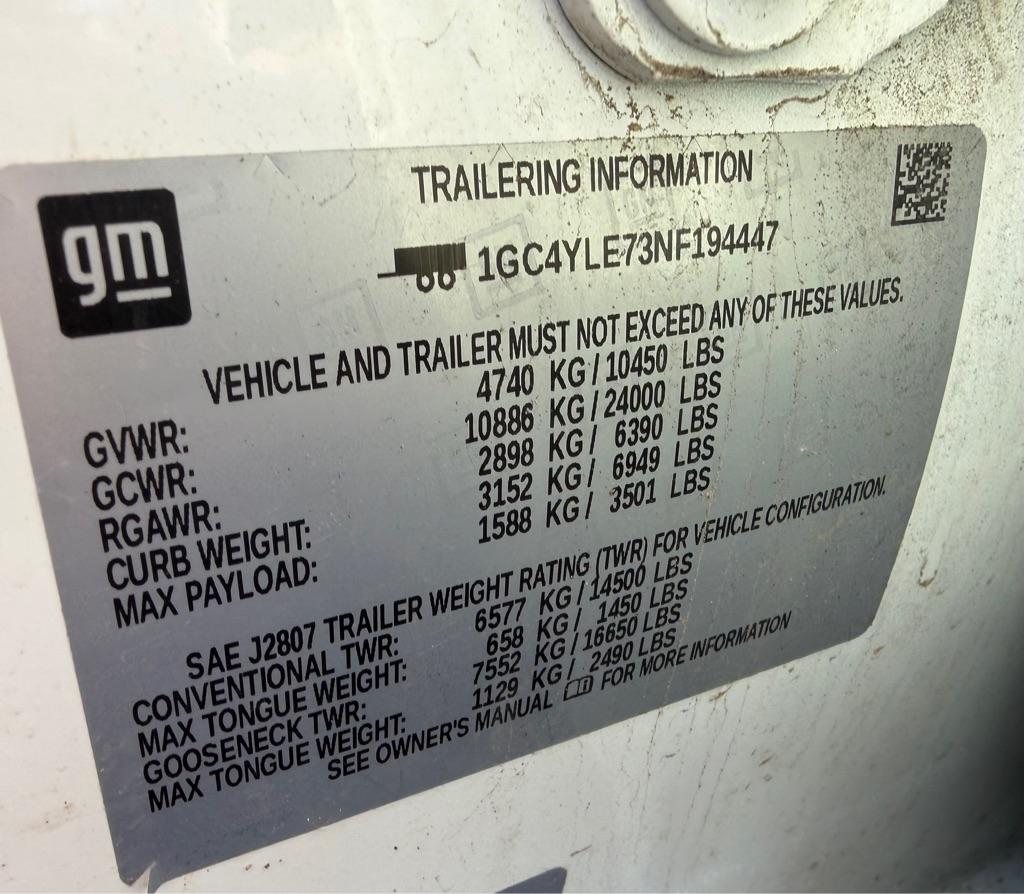 gm
TRAILERING INFORMATION
1GC4YLE73NF194447
VEHICLE AND TRAILER MUST NOT EXCEED ANY OF THESE VALUES.
GVWR: 4740 KG / 10450 LBS
GCWR: 10886 KG / 24000 LBS
RGAWR: 2898 KG / 6390 LBS
CURB WEIGHT: 3152 KG / 6949 LBS
MAX PAYLOAD: 1588 KG / 3501 LBS
SAE J2807 TRAILER WEIGHT RATING (TWR) FOR VEHICLE CONFIGURATION.
CONVENTIONAL TWR: 6577 KG / 14500 LBS
MAX TONGUE WEIGHT: 658 KG / 1450 LBS
GOOSENECK TWR: 7552 KG / 16650 LBS
MAX TONGUE WEIGHT: 1129 KG / 2490 LBS
SEE OWNER'S MANUAL FOR MORE INFORMATION